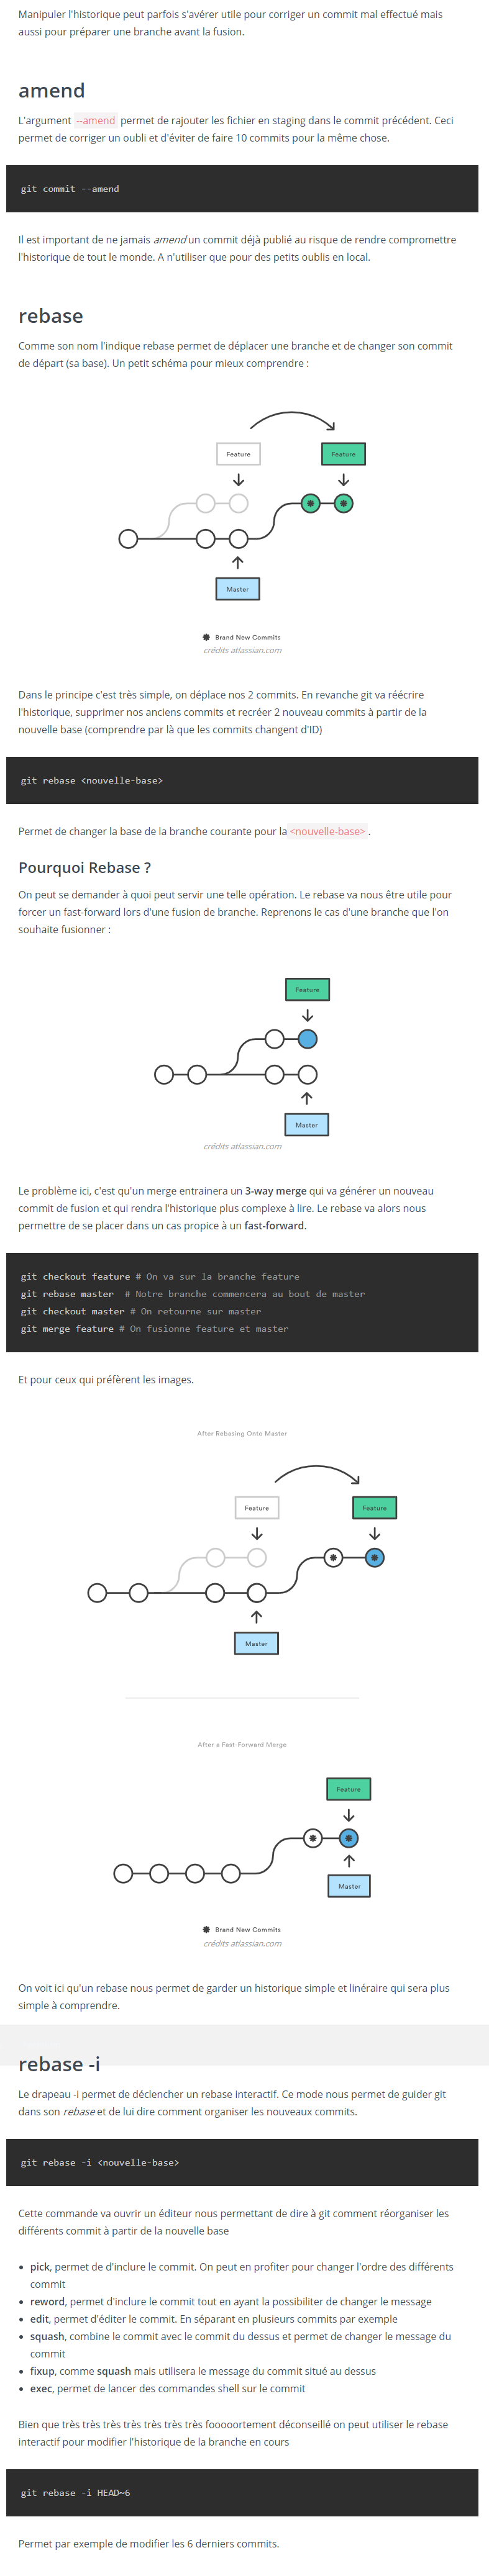 Manipuler l'historique peut parfois s'avérer utile pour corriger un commit mal effectué mais
aussi pour préparer une branche avant la fusion.
amend
L'argument --amend permet de rajouter les fichier en staging dans le commit précédent. Ceci
permet de corriger un oubli et d'éviter de faire 10 commits pour la même chose.
git commit --amend
Il est important de ne jamais amend un commit déjà publié au risque de rendre compromettre
l'historique de tout le monde. A n'utiliser que pour des petits oublis en local.
rebase
Comme son nom l'indique rebase permet de déplacer une branche et de changer son commit
de départ (sa base). Un petit schéma pour mieux comprendre :
Feature
Feature
Master
Brand New Commits
crédits atlassian.com
Dans le principe c'est très simple, on déplace nos 2 commits. En revanche git va réécrire
l'historique, supprimer nos anciens commits et recréer 2 nouveau commits à partir de la
nouvelle base (comprendre par là que les commits changent d'ID)
git rebase <nouvelle-base>
Permet de changer la base de la branche courante pour la <nouvelle-base> .
Pourquoi Rebase ?
On peut se demander à quoi peut servir une telle opération. Le rebase va nous être utile pour
forcer un fast-forward lors d'une fusion de branche. Reprenons le cas d'une branche que l'on
souhaite fusionner :
Feature
Master
crédits atlassian.com
Le problème ici, c'est qu'un merge entrainera un 3-way merge qui va générer un nouveau
commit de fusion et qui rendra l'historique plus complexe à lire. Le rebase va alors nous
permettre de se placer dans un cas propice à un fast-forward.
git checkout feature # On va sur la branche feature
git rebase master # Notre branche commencera au bout de master
git checkout master # On retourne sur master
git merge feature # On fusionne feature et master
Et pour ceux qui préfèrent les images.
After Rebasing Onto Master
Feature
Feature
Master
After a Fast-Forward Merge
Feature
Master
Brand New Commits
crédits atlassian.com
On voit ici qu'un rebase nous permet de garder un historique simple et linéraire qui sera plus
simple à comprendre.
rebase -i
Le drapeau -i permet de déclencher un rebase interactif. Ce mode nous permet de guider git
dans son rebase et de lui dire comment organiser les nouveaux commits.
git rebase -i <nouvelle-base>
Cette commande va ouvrir un éditeur nous permettant de dire à git comment réorganiser les
différents commit à partir de la nouvelle base
• pick, permet de d'inclure le commit. On peut en profiter pour changer l'ordre des différents
commit
• reword, permet d'inclure le commit tout en ayant la possibiliter de changer le message
• edit, permet d'éditer le commit. En séparant en plusieurs commits par exemple
• squash, combine le commit avec le commit du dessus et permet de changer le message du
commit
• fixup, comme squash mais utilisera le message du commit situé au dessus
• exec, permet de lancer des commandes shell sur le commit
Bien que très très très très très très très fooooortement déconseillé on peut utiliser le rebase
interactif pour modifier l'historique de la branche en cours
git rebase -i HEAD~6
Permet par exemple de modifier les 6 derniers commits.